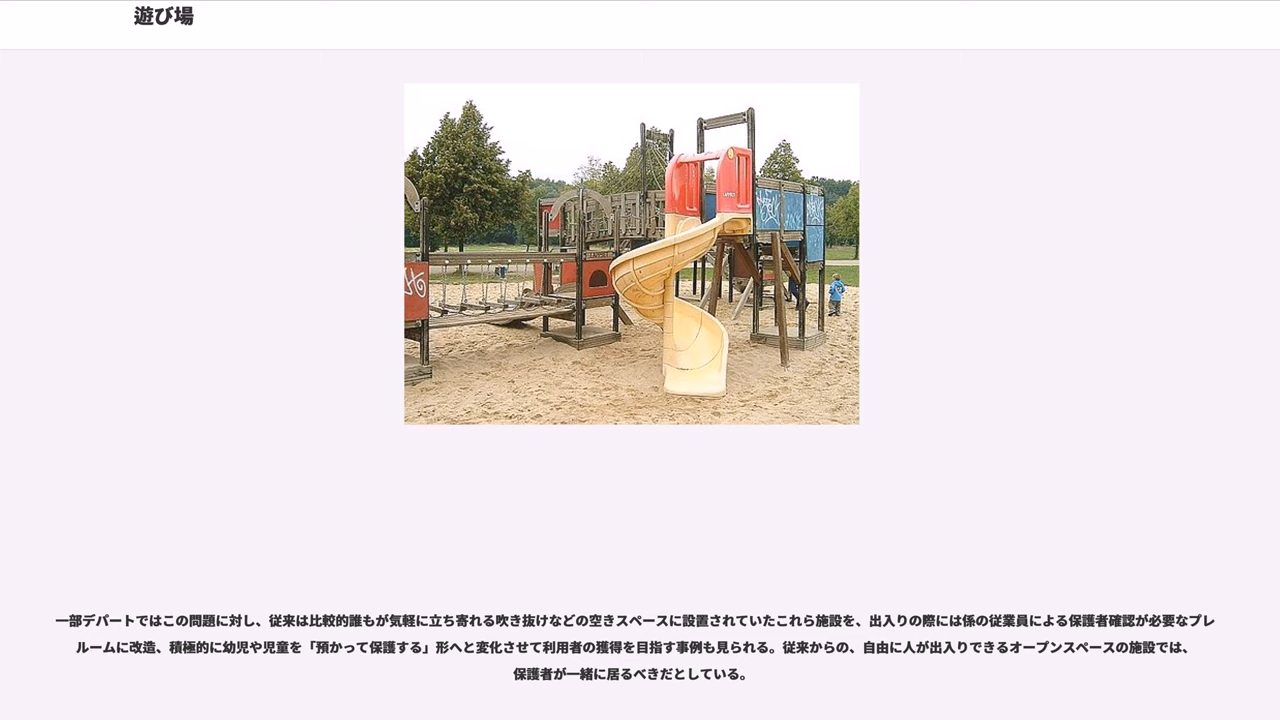 遊び場
一部デパートではこの問題に対し、従来は比較的誰もが気軽に立ち寄れる吹き抜けなどの空きスペースに設置されていたこれら施設を、出入りの際には係の従業員による保護者確認が必要なプレ
ルームに改造、積極的に幼児や児童を「預かって保護する」形へと変化させて利用者の獲得を目指す事例も見られる。従来からの、自由に人が出入りできるオープンスペースの施設では、
保護者が一緒に居るべきだとしている。